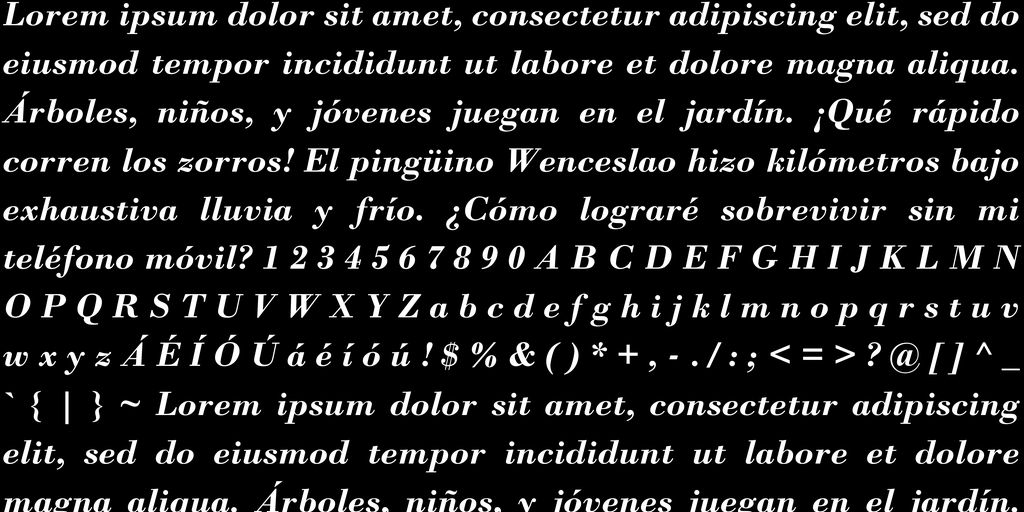 Lorem ipsum dolor sit amet, consectetur adipiscing elit, sed do
eiusmod tempor incididunt ut labore et dolore magna aliqua.
Árboles, niños, y jóvenes juegan en el jardín. ¡Qué rápido
corren los zorros! El pingüino Wenceslao hizo kilómetros bajo
exhaustiva lluvia y frío. ¿Cómo lograré sobrevivir sin mi
teléfono móvil? 1 2 3 4 5 6 7 8 9 0 A B C D E F G H I J K L M N
O P Q R S T U V W X Y Z a b c d e f g h i j k l m n o p q r s t u v
w x y z Á É Í Ó Ú á é í ó ú ! $ % & ( ) * + , - . / : ; < = > ? @ [ ] ^ _
` { | } ~ Lorem ipsum dolor sit amet, consectetur adipiscing
elit, sed do eiusmod tempor incididunt ut labore et dolore
magna aliqua. Árboles, niños, y jóvenes juegan en el jardín.